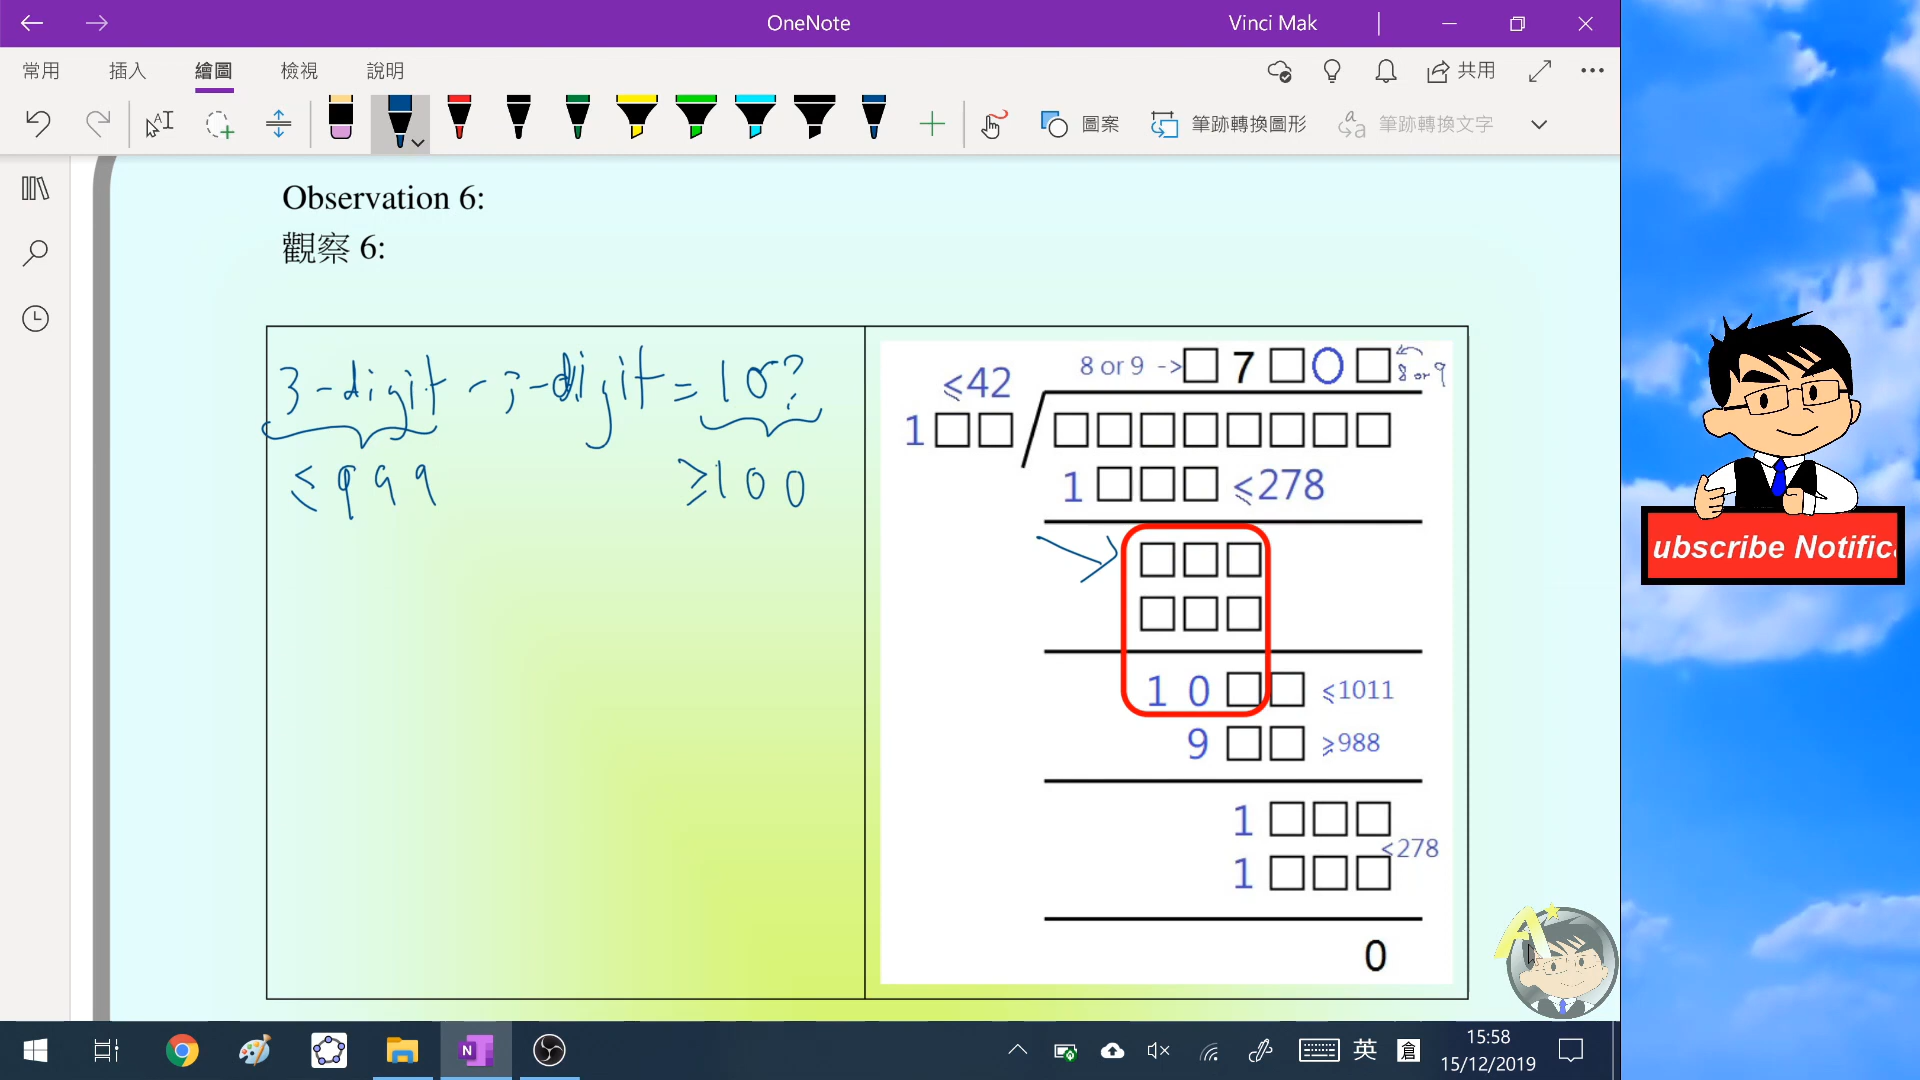 OneNote
Vinci Mak
常用 插入 繪圖 檢視 說明
共用
圖案 筆跡轉換圖形 筆跡轉換文字
Observation 6:
觀察 6:
3-digit - 3-digit = 10?
≤999 ≥100
8 or 9 -> □ 7 □ 0 □ 8 or 9
≤42
1□□ □□□□□□□□
1□□□ ≤278
□□□
□□□
10□□ ≤1011
9□□ ≥988
1□□□
≤278
1□□□
0
ubscribe Notific
A
N
英 倉
15:58
15/12/2019